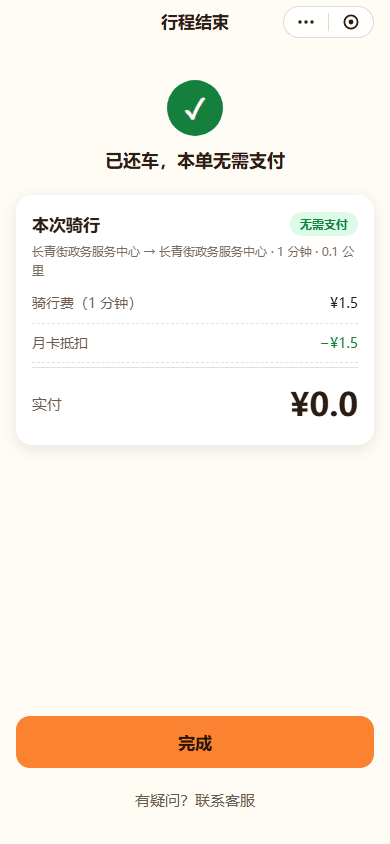 行程结束
已还车，本单无需支付
本次骑行
无需支付
长青街政务服务中心 → 长青街政务服务中心 · 1 分钟 · 0.1 公
里
骑行费（1 分钟） ¥1.5
月卡抵扣 −¥1.5
实付 ¥0.0
完成
有疑问？联系客服